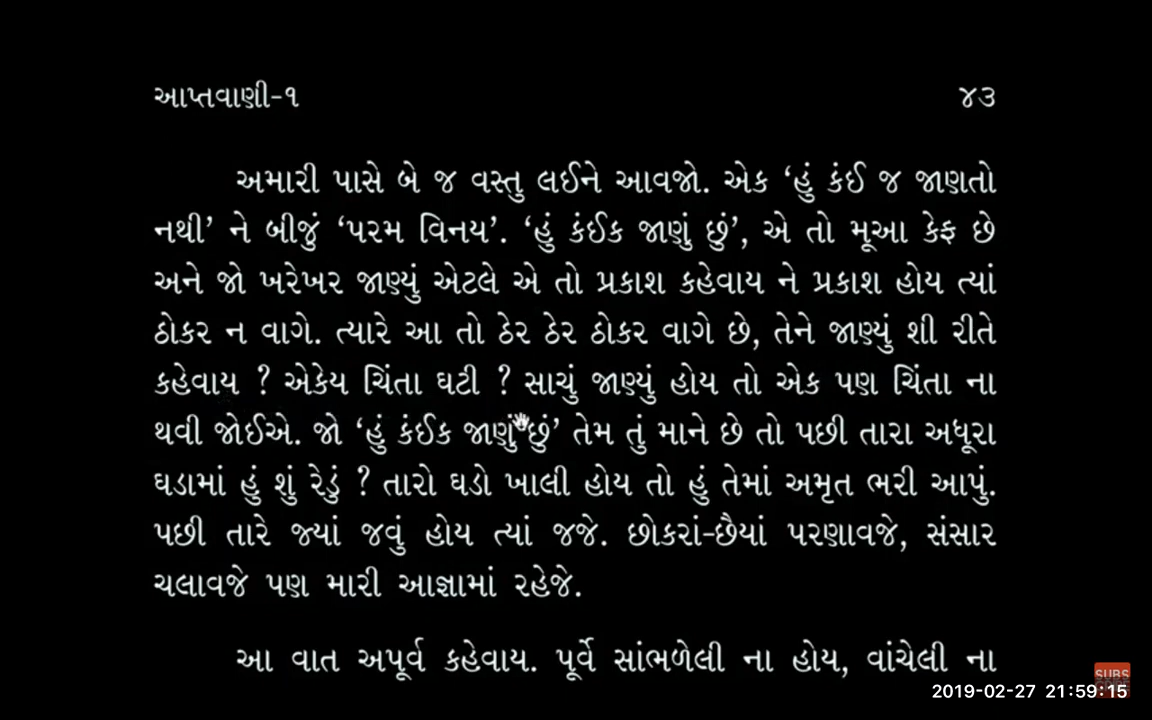 આપ્તવાણી-૧ ૪૩
અમારી પાસે બે જ વસ્તુ લઈને આવજો. એક ‘હું કંઈ જ જાણતો
નથી’ ને બીજું ‘પરમ વિનય’. ‘હું કંઈક જાણું છું’, એ તો મૂઆ કેફ છે
અને જો ખરેખર જાણ્યું એટલે એ તો પ્રકાશ કહેવાય ને પ્રકાશ હોય ત્યાં
ઠોકર ન વાગે. ત્યારે આ તો ઠેર ઠેર ઠોકર વાગે છે, તેને જાણ્યું શી રીતે
કહેવાય ? એકેય ચિંતા ઘટી ? સાચું જાણ્યું હોય તો એક પણ ચિંતા ના
થવી જોઈએ. જો ‘હું કંઈક જાણું છું’ તેમ તું માને છે તો પછી તારા અધૂરા
ઘડામાં હું શું રેડું ? તારો ઘડો ખાલી હોય તો હું તેમાં અમૃત ભરી આપું.
પછી તારે જ્યાં જવું હોય ત્યાં જજે. છોકરાં-છૈયાં પરણાવજે, સંસાર
ચલાવજે પણ મારી આજ્ઞામાં રહેજે.
આ વાત અપૂર્વ કહેવાય. પૂર્વે સાંભળેલી ના હોય, વાંચેલી ના
SUBS
2019-02-27 21:59:15